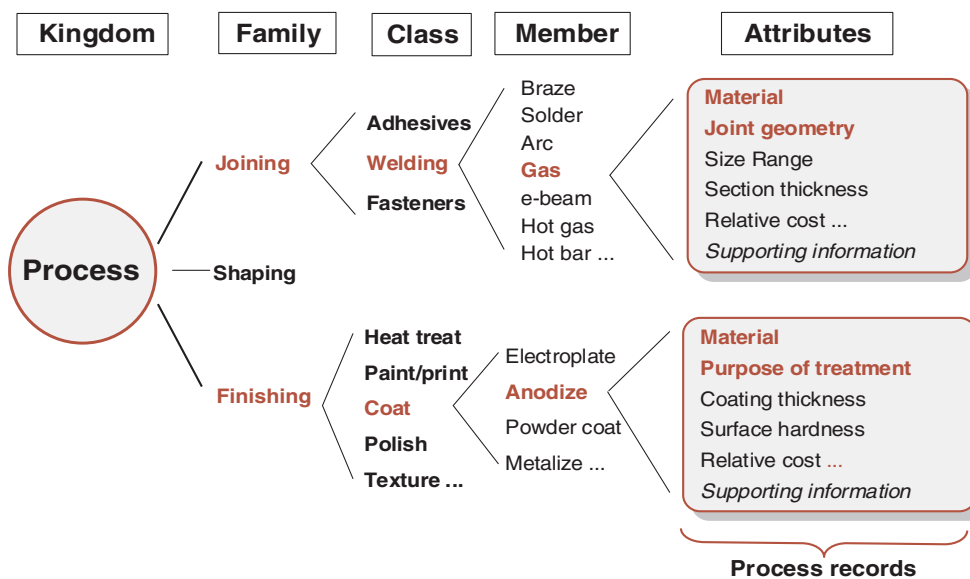 Kingdom
Family
Class
Member
Attributes
Process
Joining
Shaping
Finishing
Adhesives
Welding
Fasteners
Braze
Solder
Arc
Gas
e-beam
Hot gas
Hot bar ...
Material
Joint geometry
Size Range
Section thickness
Relative cost ...
Supporting information
Heat treat
Paint/print
Coat
Polish
Texture ...
Electroplate
Anodize
Powder coat
Metalize ...
Material
Purpose of treatment
Coating thickness
Surface hardness
Relative cost ...
Supporting information
Process records